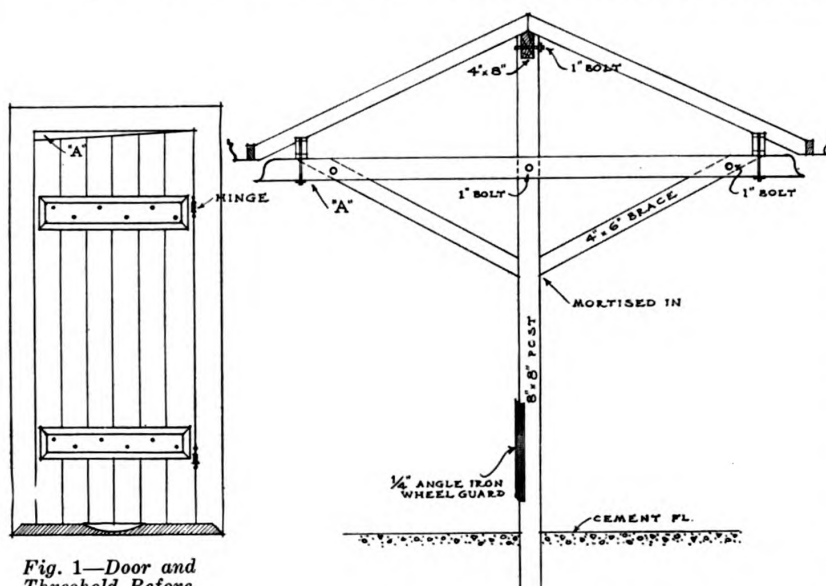 "A"
HINGE
Fig. 1—Door and
Threshold Before
4"x8"
1" BOLT
1" BOLT
"A"
1" BOLT
4"x6" BRACE
MORTISED IN
8"x8" POST
1/4" ANGLE IRON
WHEEL GUARD
CEMENT FL.